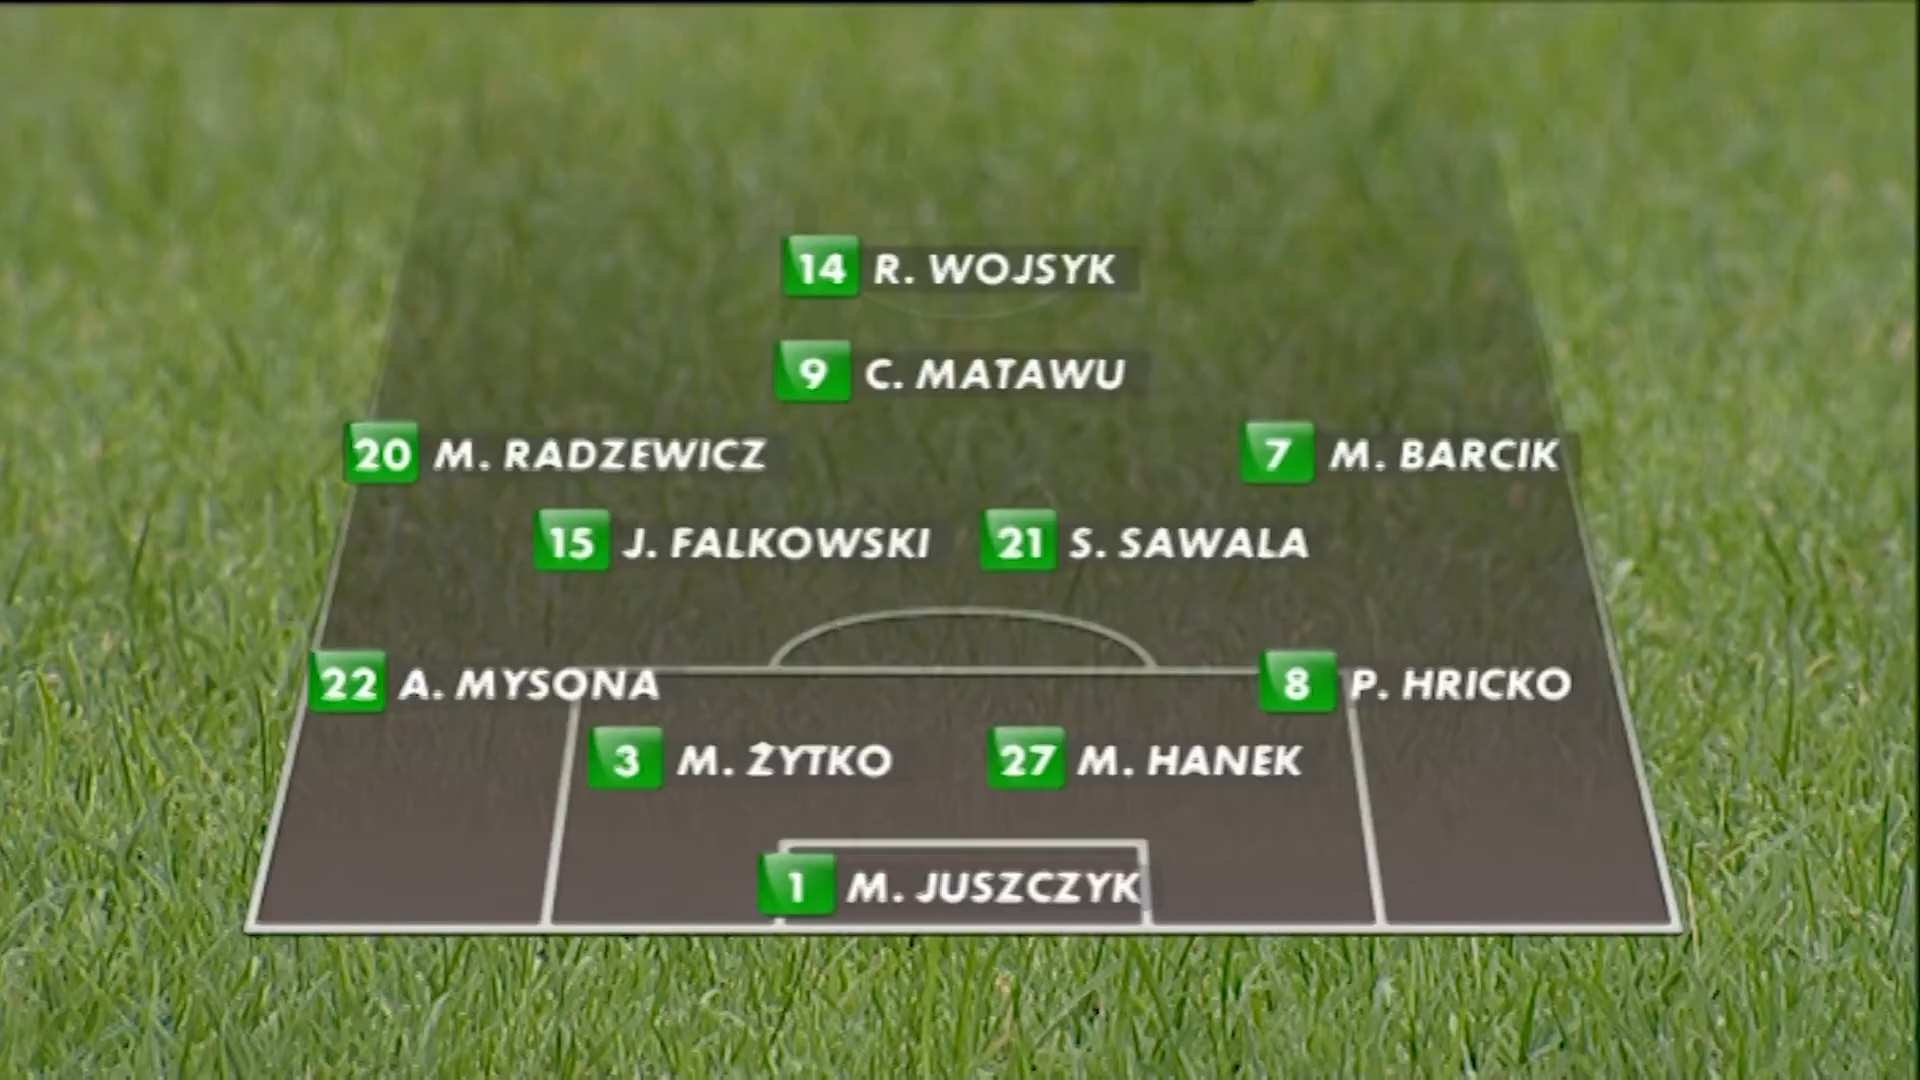 14 R. WOJSYK
9 C. MATAWU
20 M. RADZEWICZ 7 M. BARCIK
15 J. FALKOWSKI 21 S. SAWALA
22 A. MYSONA 8 P. HRICKO
3 M. ŻYTKO 27 M. HANEK
1 M. JUSZCZYK